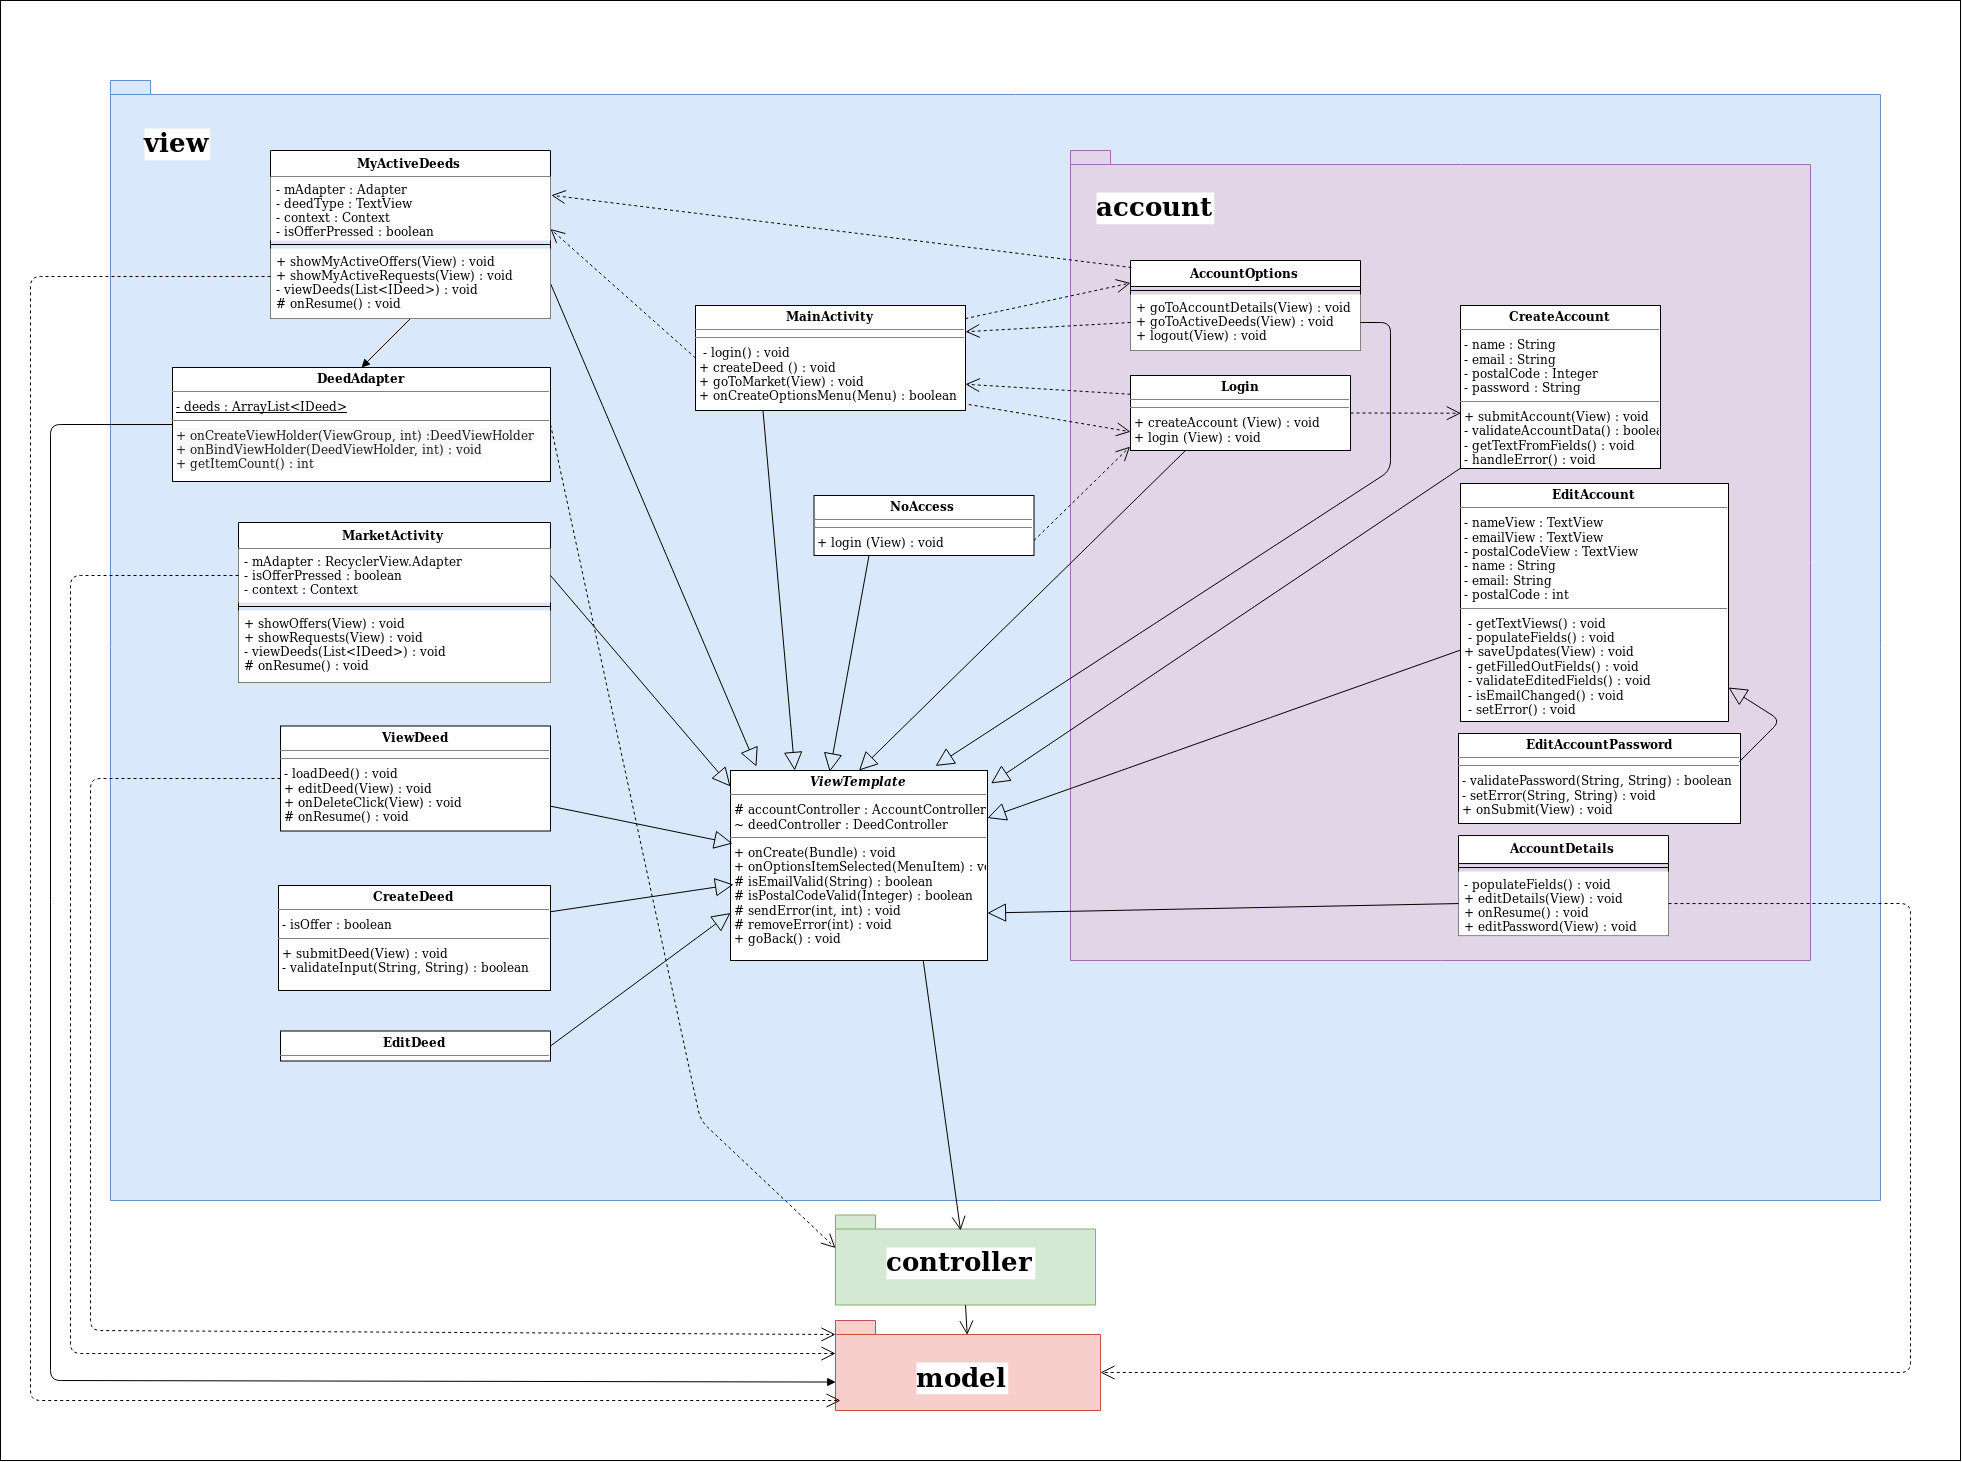 view
MyActiveDeeds
- mAdapter : Adapter
- deedType : TextView
- context : Context
- isOfferPressed : boolean
+ showMyActiveOffers(View) : void
+ showMyActiveRequests(View) : void
- viewDeeds(List<IDeed>) : void
# onResume() : void
DeedAdapter
- deeds : ArrayList<IDeed>
+ onCreateViewHolder(ViewGroup, int) :DeedViewHolder
+ onBindViewHolder(DeedViewHolder, int) : void
+ getItemCount() : int
MarketActivity
- mAdapter : RecyclerView.Adapter
- isOfferPressed : boolean
- context : Context
+ showOffers(View) : void
+ showRequests(View) : void
- viewDeeds(List<IDeed>) : void
# onResume() : void
ViewDeed
- loadDeed() : void
+ editDeed(View) : void
+ onDeleteClick(View) : void
# onResume() : void
CreateDeed
- isOffer : boolean
+ submitDeed(View) : void
- validateInput(String, String) : boolean
EditDeed
MainActivity
- login() : void
+ createDeed () : void
+ goToMarket(View) : void
+ onCreateOptionsMenu(Menu) : boolean
NoAccess
+ login (View) : void
ViewTemplate
# accountController : AccountController
~ deedController : DeedController
+ onCreate(Bundle) : void
+ onOptionsItemSelected(MenuItem) : v
# isEmailValid(String) : boolean
# isPostalCodeValid(Integer) : boolean
# sendError(int, int) : void
# removeError(int) : void
+ goBack() : void
account
AccountOptions
+ goToAccountDetails(View) : void
+ goToActiveDeeds(View) : void
+ logout(View) : void
Login
+ createAccount (View) : void
+ login (View) : void
CreateAccount
- name : String
- email : String
- postalCode : Integer
- password : String
+ submitAccount(View) : void
- validateAccountData() : boolea
- getTextFromFields() : void
- handleError() : void
EditAccount
- nameView : TextView
- emailView : TextView
- postalCodeView : TextView
- name : String
- email: String
- postalCode : int
- getTextViews() : void
- populateFields() : void
+ saveUpdates(View) : void
- getFilledOutFields() : void
- validateEditedFields() : void
- isEmailChanged() : void
- setError() : void
EditAccountPassword
- validatePassword(String, String) : boolean
- setError(String, String) : void
+ onSubmit(View) : void
AccountDetails
- populateFields() : void
+ editDetails(View) : void
+ onResume() : void
+ editPassword(View) : void
controller
model